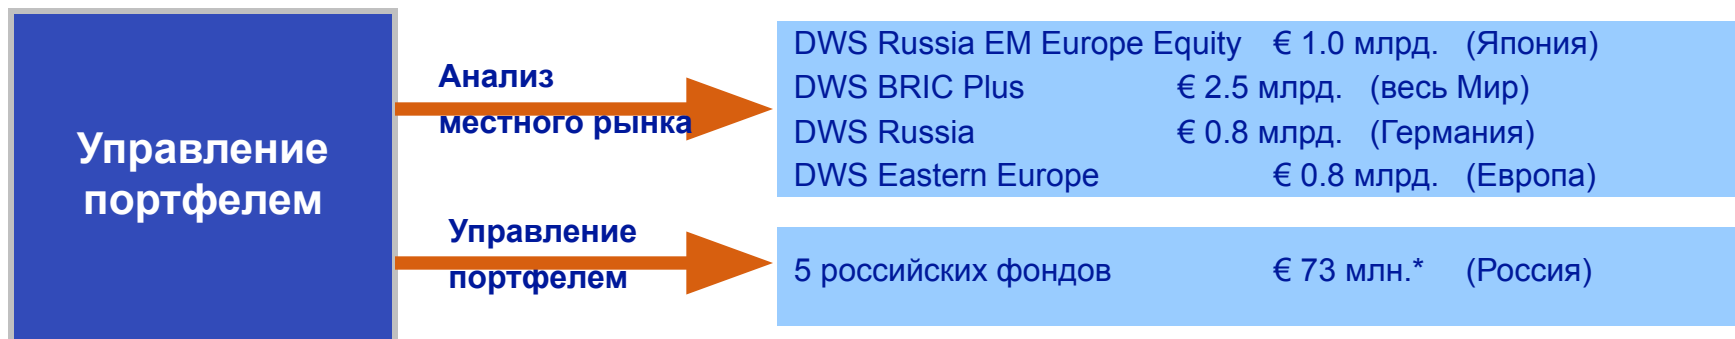 Управление
портфелем
Анализ
местного рынка
DWS Russia EM Europe Equity € 1.0 млрд. (Япония)
DWS BRIC Plus € 2.5 млрд. (весь Мир)
DWS Russia € 0.8 млрд. (Германия)
DWS Eastern Europe € 0.8 млрд. (Европа)
Управление
портфелем
5 российских фондов € 73 млн.* (Россия)